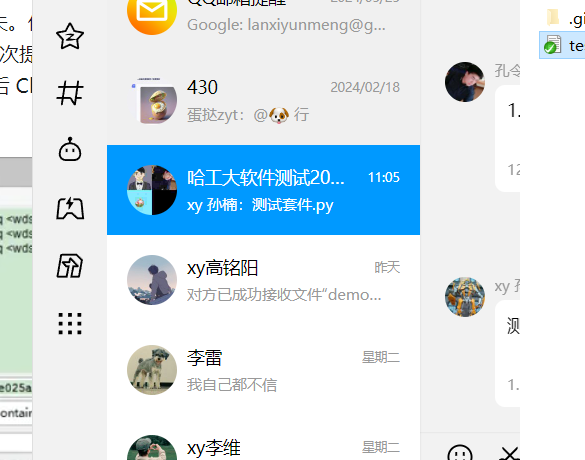 QQ邮箱提醒
Google: lanxiyunmeng@g...
次提
430
2024/02/18
蛋挞zyt: @🐶 行
哈工大软件测试20...
11:05
xy 孙楠: 测试套件.py
xy高铭阳
昨天
对方已成功接收文件“demo...
李雷
星期二
我自己都不信
xy李维
星期二
孔令
1.
12
xy 孙
测
1.
.gi
te
后 Cl
q <wds
q <wds
q <wds
e025a
ontain